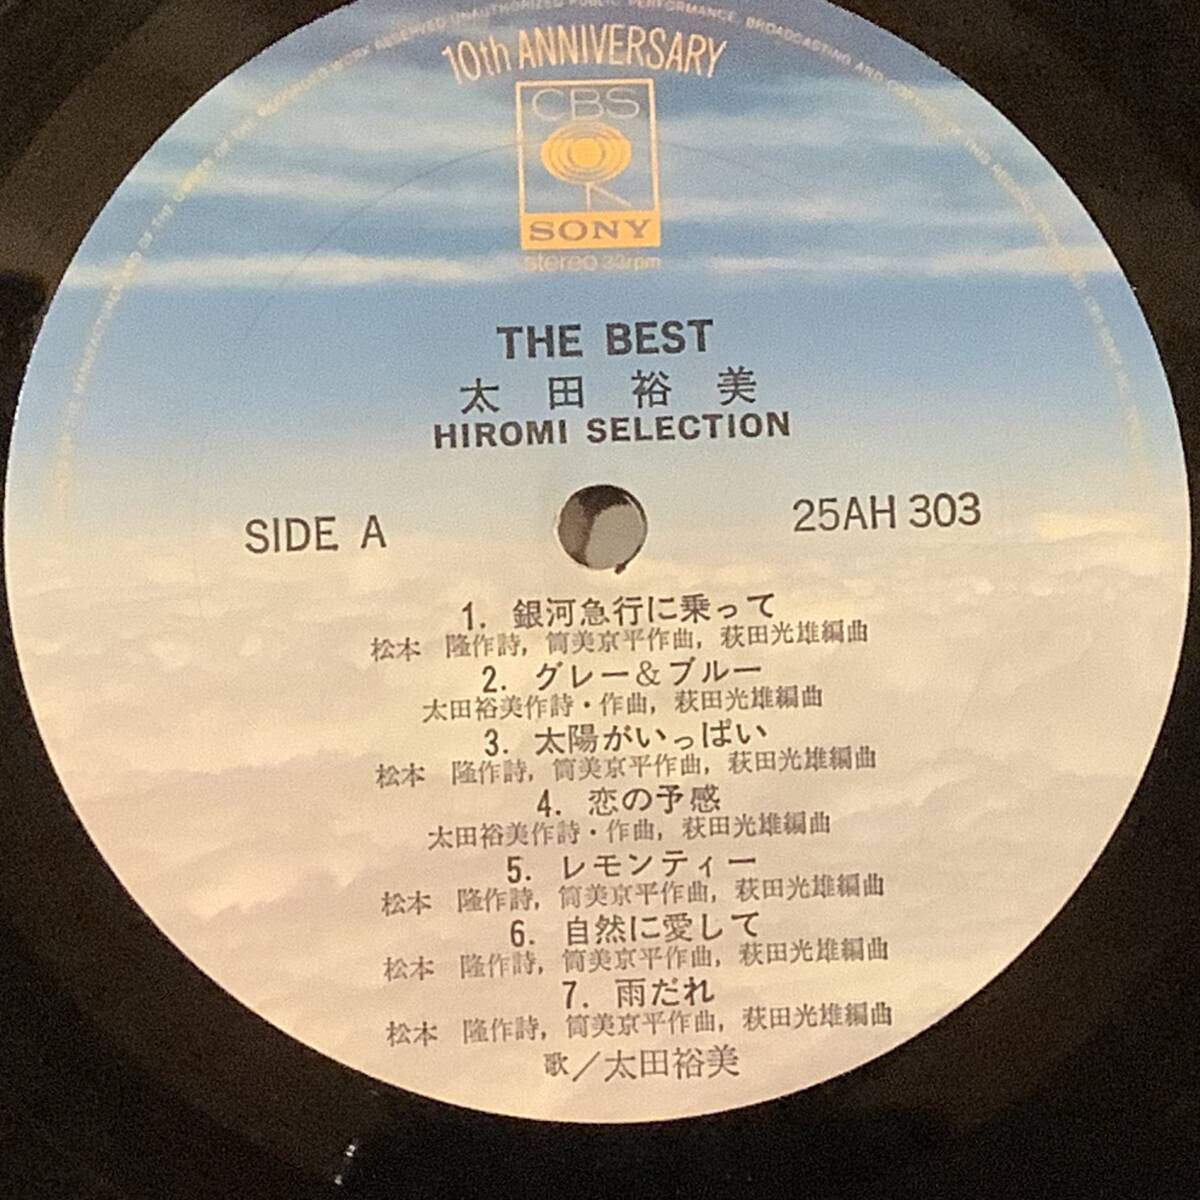 RESERVED UNAUTHORIZED PUBLIC PERFORMANCE, BROADCASTING AND
10th ANNIVERSARY
CBS
SONY
stereo 33rpm
THE BEST
太田裕美
HIROMI SELECTION
SIDE A
25AH 303
1. 銀河急行に乗って
松本 隆作詩, 筒美京平作曲, 萩田光雄編曲
2. グレー&ブルー
太田裕美作詩・作曲, 萩田光雄編曲
3. 太陽がいっぱい
松本 隆作詩, 筒美京平作曲, 萩田光雄編曲
4. 恋の予感
太田裕美作詩・作曲, 萩田光雄編曲
5. レモンティー
松本 隆作詩, 筒美京平作曲, 萩田光雄編曲
6. 自然に愛して
松本 隆作詩, 筒美京平作曲, 萩田光雄編曲
7. 雨だれ
松本 隆作詩, 筒美京平作曲, 萩田光雄編曲
歌/太田裕美